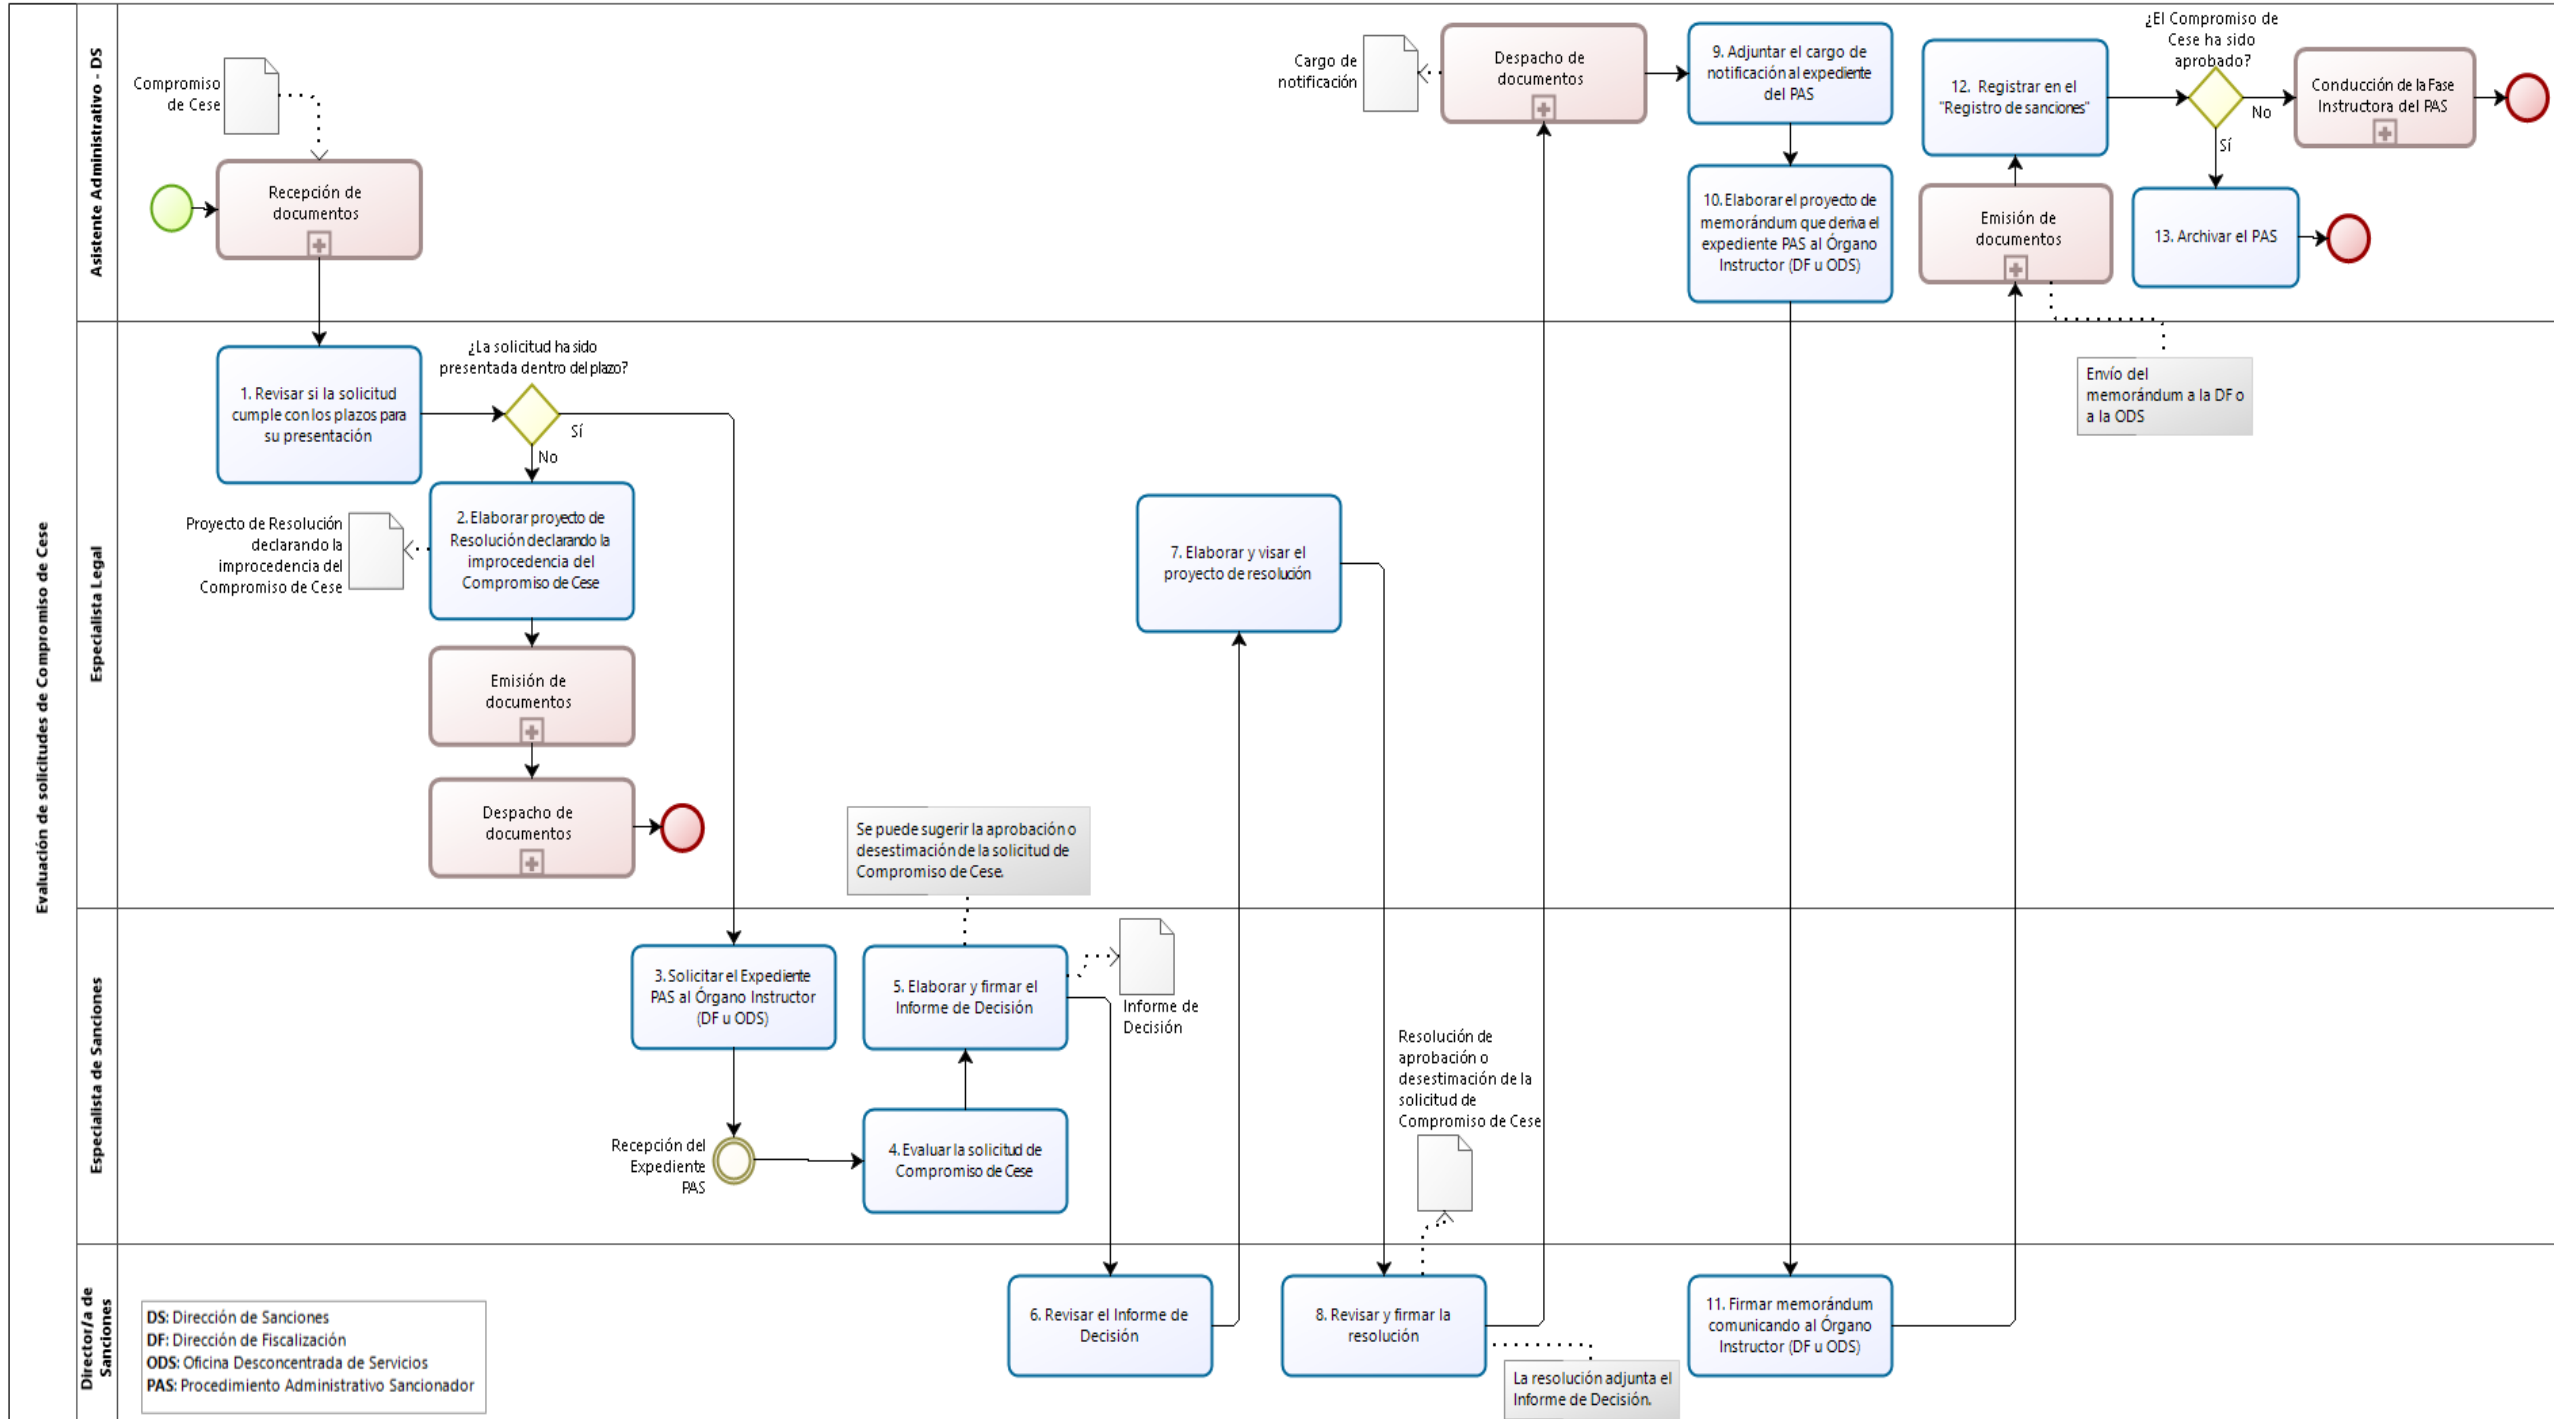 Evaluación de solicitudes de Compromiso de Cese
Asistente Administrativo - DS
Compromiso
de Cese
Recepción de
documentos
Cargo de
notificación
Despacho de
documentos
9. Adjuntar el cargo de
notificación al expediente
del PAS
10. Elaborar el proyecto de
memorándum que deriva el
expediente PAS al Órgano
Instructor (DF u ODS)
12. Registrar en el
"Registro de sanciones"
Emisión de
documentos
¿El Compromiso de
Cese ha sido
aprobado?
No
Sí
Conducción de la Fase
Instructora del PAS
13. Archivar el PAS
Especialista Legal
1. Revisar si la solicitud
cumple con los plazos para
su presentación
¿La solicitud ha sido
presentada dentro del plazo?
Sí
No
Proyecto de Resolución
declarando la
improcedencia del
Compromiso de Cese
2. Elaborar proyecto de
Resolución declarando la
improcedencia del
Compromiso de Cese
Emisión de
documentos
Despacho de
documentos
Se puede sugerir la aprobación o
desestimación de la solicitud de
Compromiso de Cese.
7. Elaborar y visar el
proyecto de resolución
Envío del
memorándum a la DF o
a la ODS
Especialista de Sanciones
3. Solicitar el Expediente
PAS al Órgano Instructor
(DF u ODS)
Recepción del
Expediente
PAS
4. Evaluar la solicitud de
Compromiso de Cese
5. Elaborar y firmar el
Informe de Decisión
Informe de
Decisión
Resolución de
aprobación o
desestimación de la
solicitud de
Compromiso de Cese
Director/a de
Sanciones
DS: Dirección de Sanciones
DF: Dirección de Fiscalización
ODS: Oficina Desconcentrada de Servicios
PAS: Procedimiento Administrativo Sancionador
6. Revisar el Informe de
Decisión
8. Revisar y firmar la
resolución
La resolución adjunta el
Informe de Decisión.
11. Firmar memorándum
comunicando al Órgano
Instructor (DF u ODS)